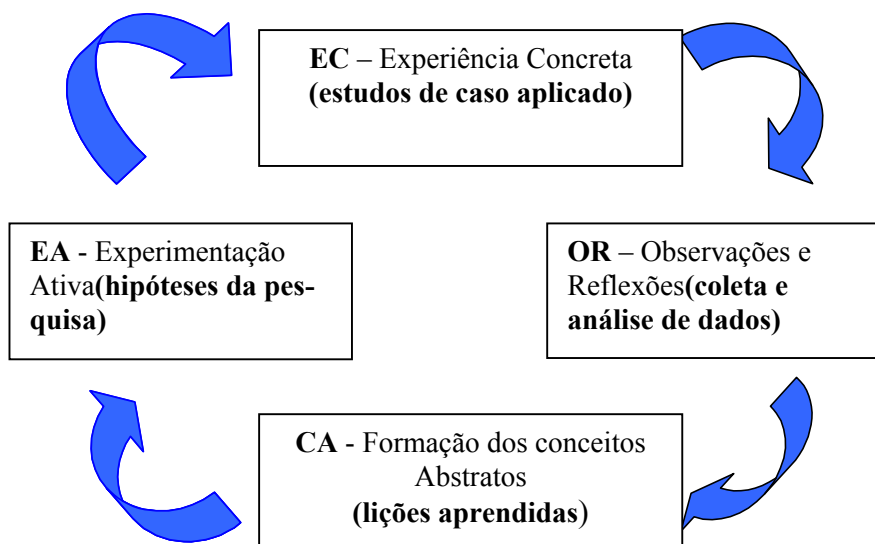 EC – Experiência Concreta
(estudos de caso aplicado)
EA - Experimentação
Ativa(hipóteses da pes-
quisa)
OR – Observações e
Reflexões(coleta e
análise de dados)
CA - Formação dos conceitos
Abstratos
(lições aprendidas)